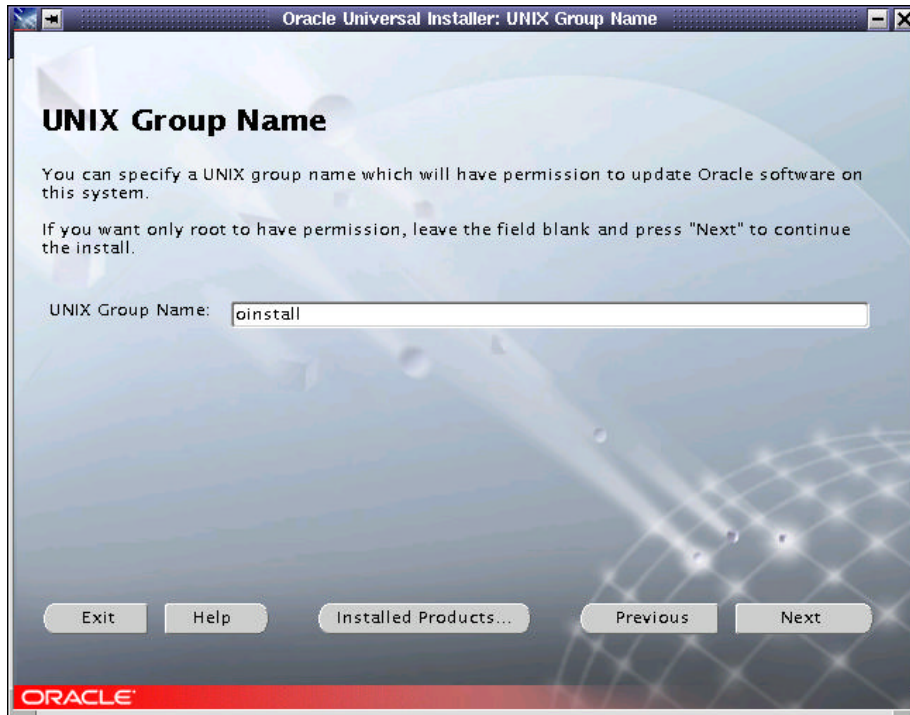 Oracle Universal Installer: UNIX Group Name
UNIX Group Name
You can specify a UNIX group name which will have permission to update Oracle software on
this system.
If you want only root to have permission, leave the field blank and press "Next" to continue
the install.
UNIX Group Name: oinstall
Exit Help Installed Products... Previous Next
ORACLE